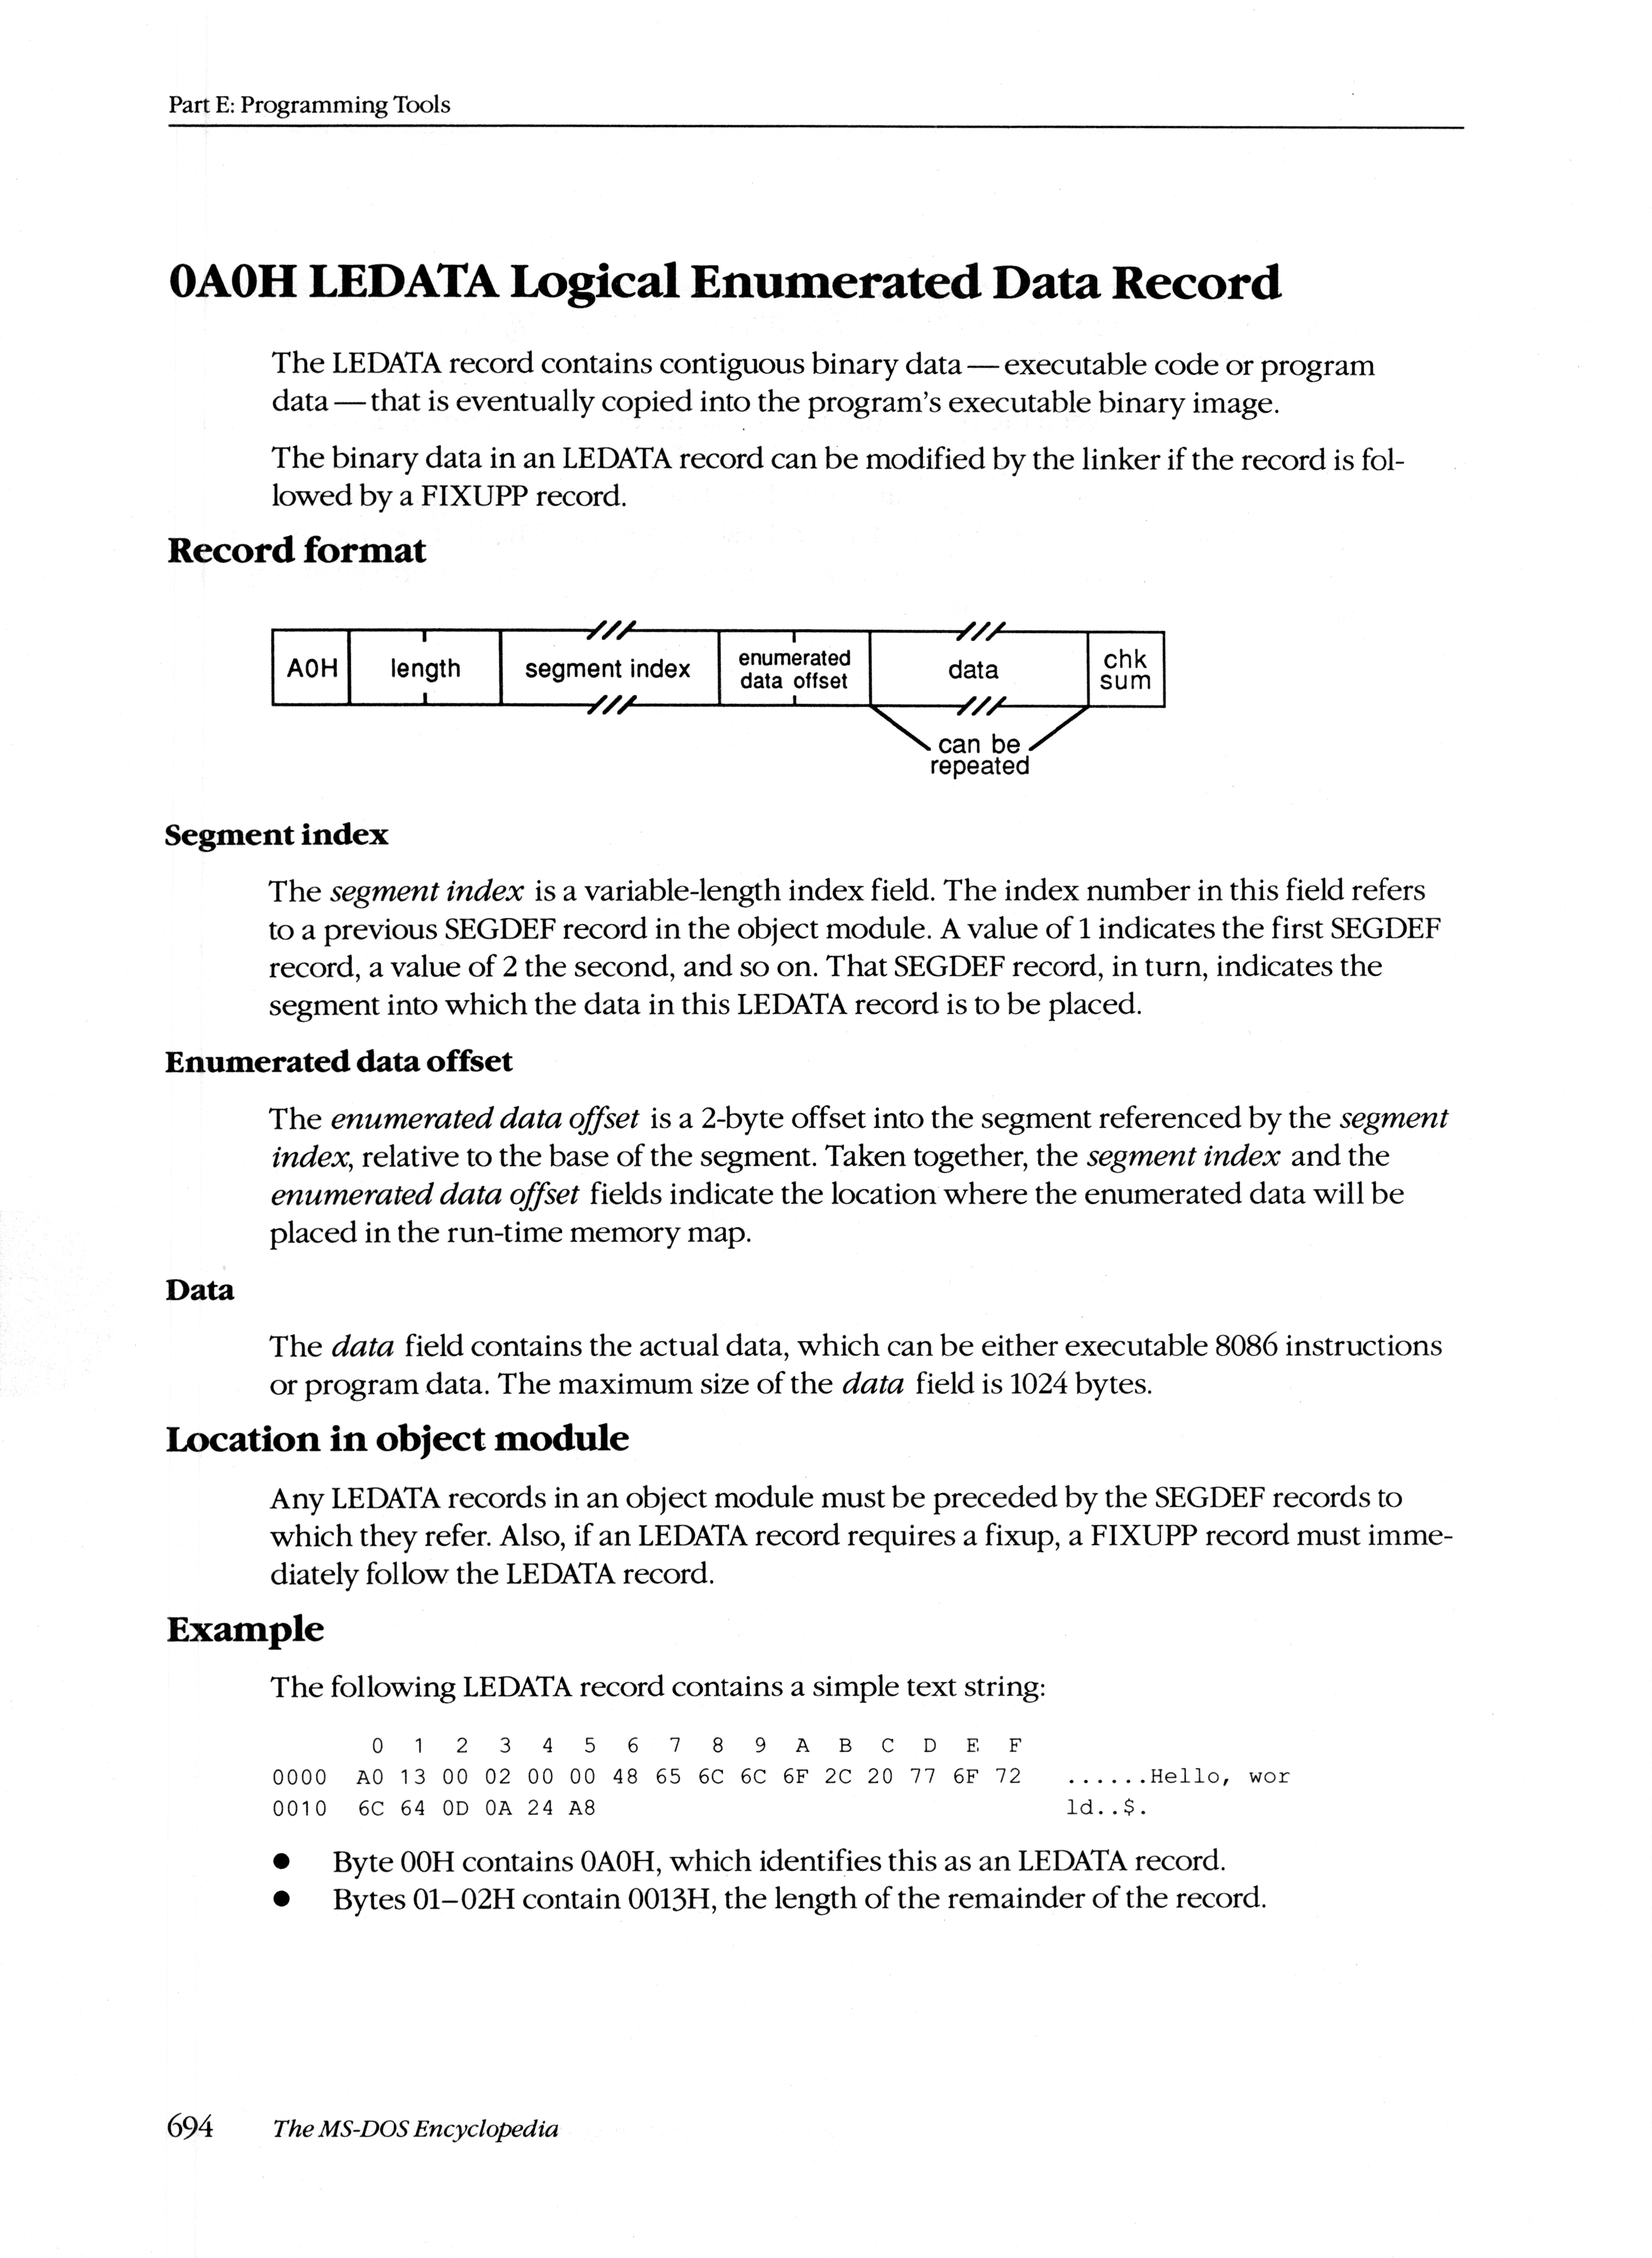 Part E: Programming Tools
0A0H LEDATA Logical Enumerated Data Record
The LEDATA record contains contiguous binary data — executable code or program
data — that is eventually copied into the program's executable binary image.
The binary data in an LEDATA record can be modified by the linker if the record is fol-
lowed by a FIXUPP record.
Record format
A0H length segment index enumerated data chk
data offset sum
can be
repeated
Segment index
The segment index is a variable-length index field. The index number in this field refers
to a previous SEGDEF record in the object module. A value of 1 indicates the first SEGDEF
record, a value of 2 the second, and so on. That SEGDEF record, in turn, indicates the
segment into which the data in this LEDATA record is to be placed.
Enumerated data offset
The enumerated data offset is a 2-byte offset into the segment referenced by the segment
index, relative to the base of the segment. Taken together, the segment index and the
enumerated data offset fields indicate the location where the enumerated data will be
placed in the run-time memory map.
Data
The data field contains the actual data, which can be either executable 8086 instructions
or program data. The maximum size of the data field is 1024 bytes.
Location in object module
Any LEDATA records in an object module must be preceded by the SEGDEF records to
which they refer. Also, if an LEDATA record requires a fixup, a FIXUPP record must imme-
diately follow the LEDATA record.
Example
The following LEDATA record contains a simple text string:
0 1 2 3 4 5 6 7 8 9 A B C D E F
0000 A0 13 00 02 00 00 48 65 6C 6C 6F 2C 20 77 6F 72 ......Hello, wor
0010 6C 64 0D 0A 24 A8 ld..$.
● Byte 00H contains 0A0H, which identifies this as an LEDATA record.
● Bytes 01–02H contain 0013H, the length of the remainder of the record.
694 The MS-DOS Encyclopedia